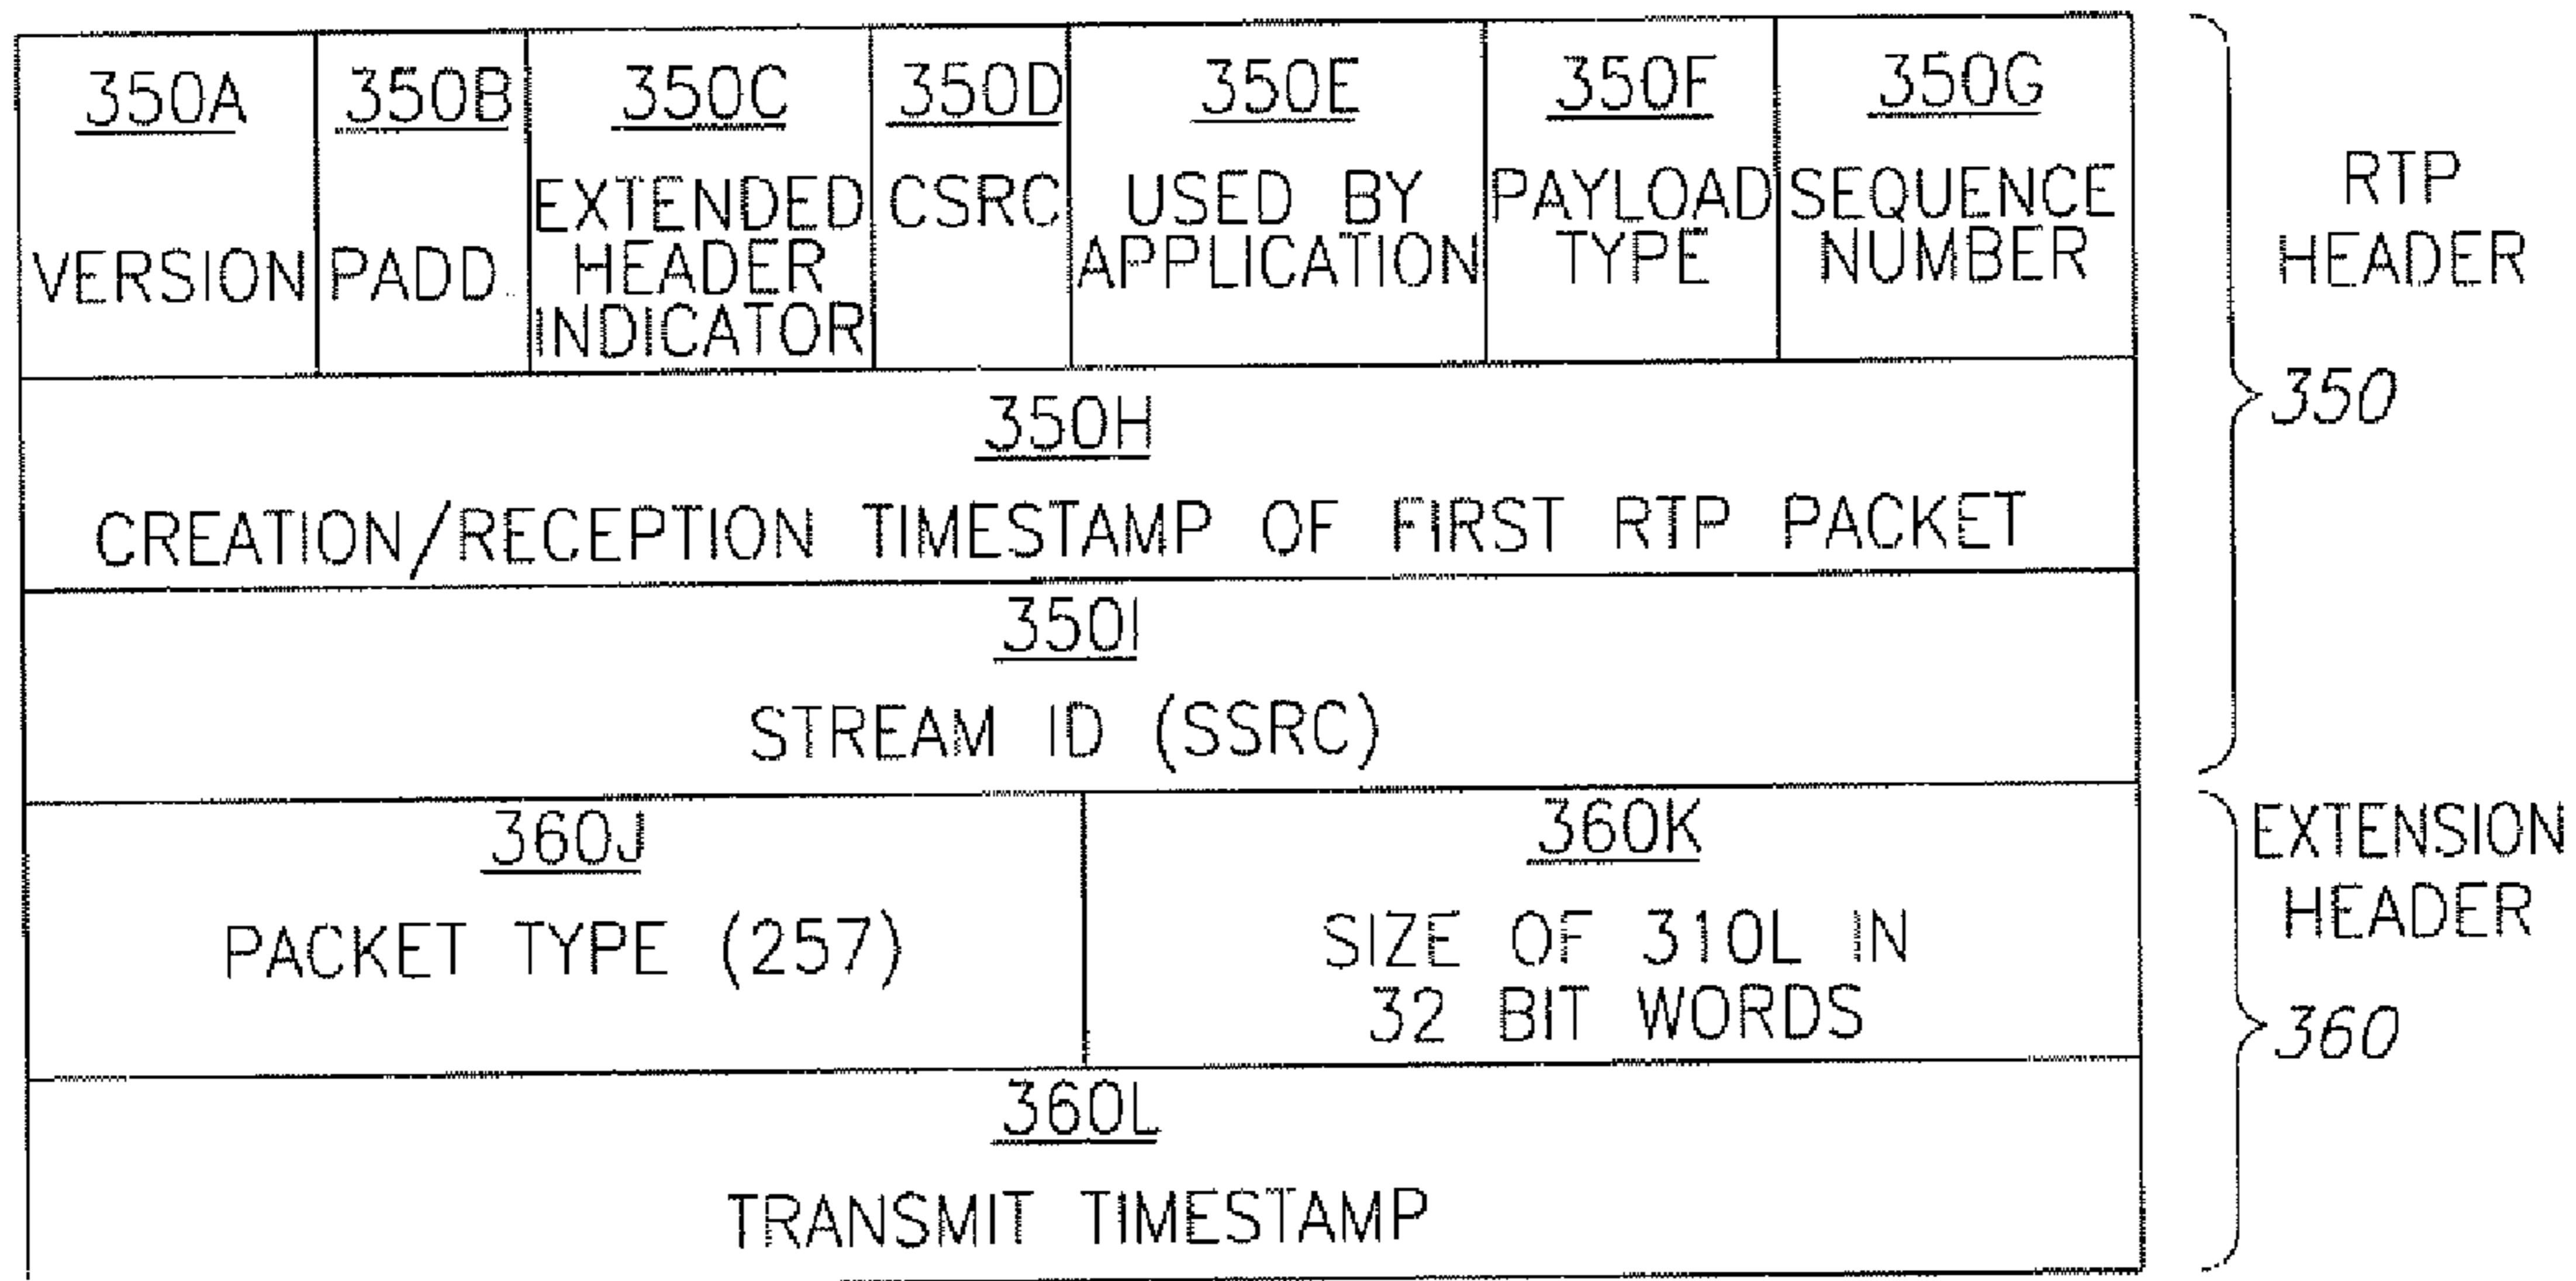 350A
VERSION
350B
PADD.
350C
EXTENDED
HEADER
INDICATOR
350D
CSRC
350E
USED BY
APPLICATION
350F
PAYLOAD
TYPE
350G
SEQUENCE
NUMBER
RTP
HEADER
350
350H
CREATION/RECEPTION TIMESTAMP OF FIRST RTP PACKET
350I
STREAM ID (SSRC)
360J
PACKET TYPE (257)
360K
SIZE OF 310L IN
32 BIT WORDS
EXTENSION
HEADER
360
360L
TRANSMIT TIMESTAMP